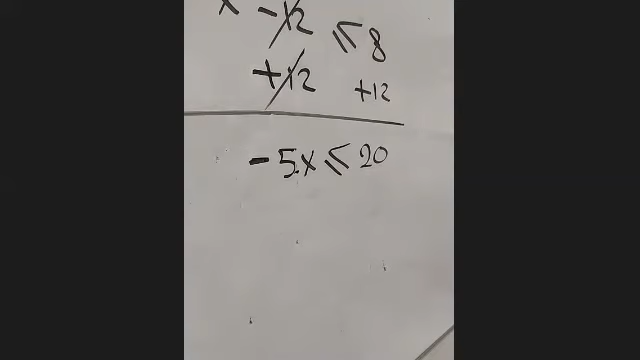 x - 12 ≤ 8
+12 +12
- 5x ≤ 20